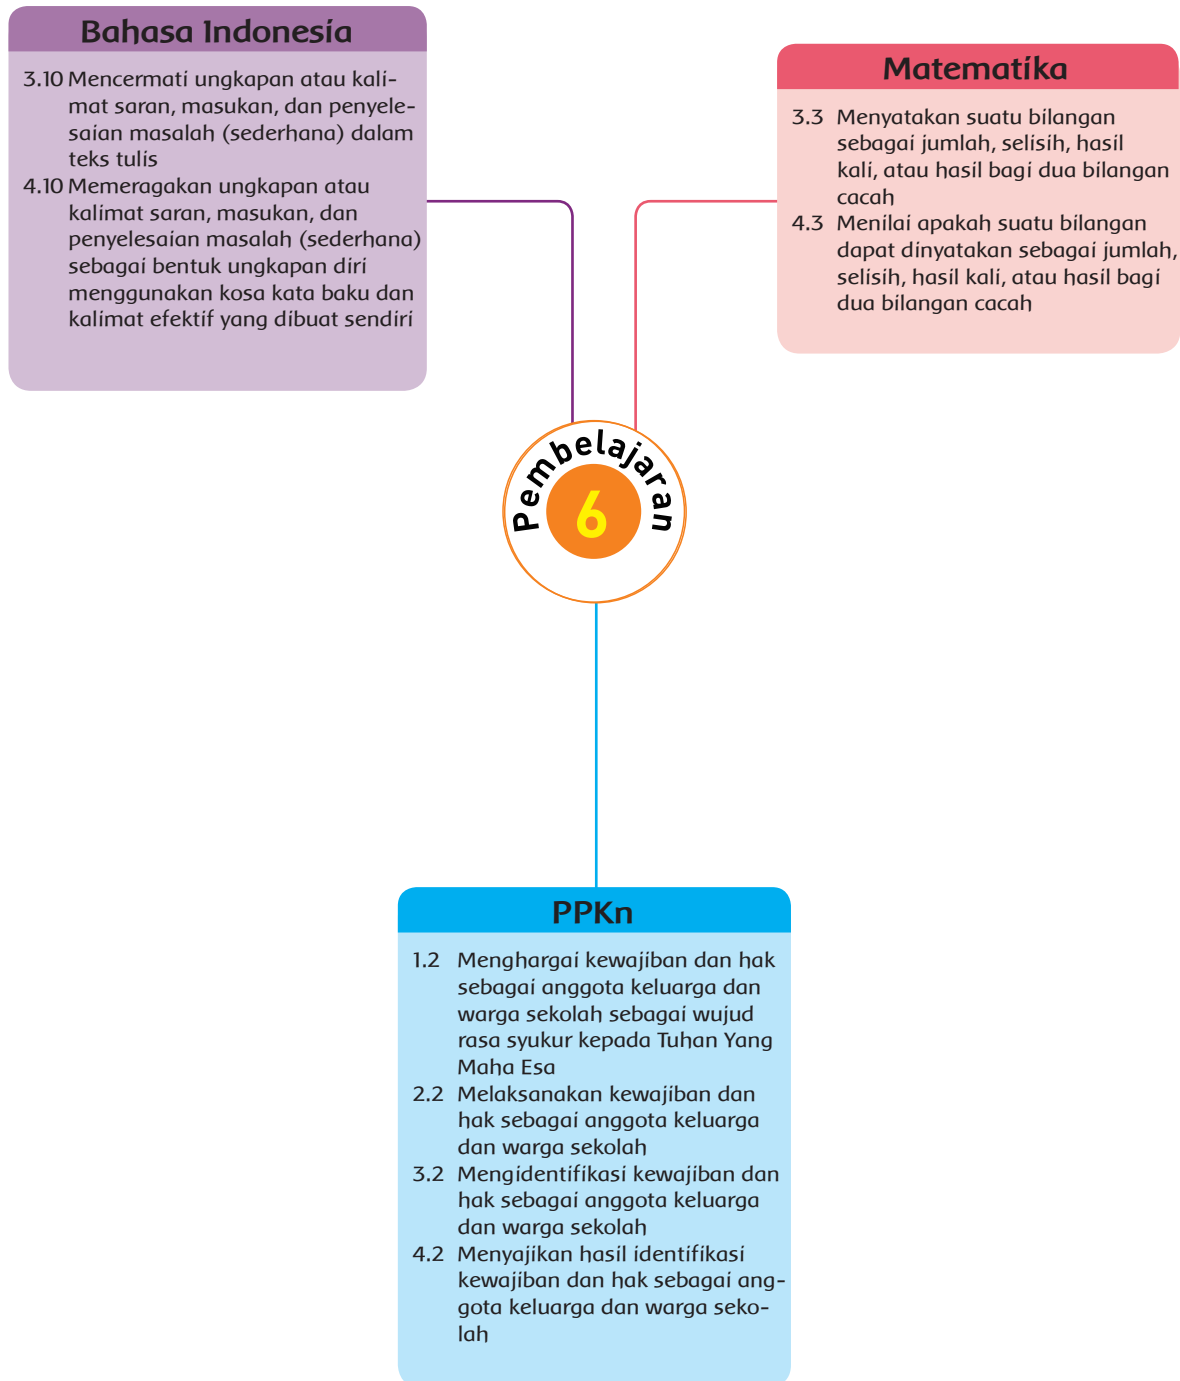 Bahasa Indonesia
3.10 Mencermati ungkapan atau kali-
mat saran, masukan, dan penyele-
saian masalah (sederhana) dalam
teks tulis
4.10 Memeragakan ungkapan atau
kalimat saran, masukan, dan
penyelesaian masalah (sederhana)
sebagai bentuk ungkapan diri
menggunakan kosa kata baku dan
kalimat efektif yang dibuat sendiri
Matematika
3.3 Menyatakan suatu bilangan
sebagai jumlah, selisih, hasil
kali, atau hasil bagi dua bilangan
cacah
4.3 Menilai apakah suatu bilangan
dapat dinyatakan sebagai jumlah,
selisih, hasil kali, atau hasil bagi
dua bilangan cacah
Pembelajaran
6
PPKn
1.2 Menghargai kewajiban dan hak
sebagai anggota keluarga dan
warga sekolah sebagai wujud
rasa syukur kepada Tuhan Yang
Maha Esa
2.2 Melaksanakan kewajiban dan
hak sebagai anggota keluarga
dan warga sekolah
3.2 Mengidentifikasi kewajiban dan
hak sebagai anggota keluarga
dan warga sekolah
4.2 Menyajikan hasil identifikasi
kewajiban dan hak sebagai ang-
gota keluarga dan warga seko-
lah